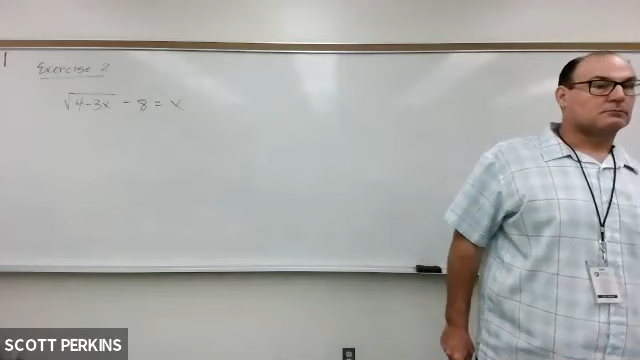 Exercise 2
√4-3x - 8 = x
SCOTT PERKINS